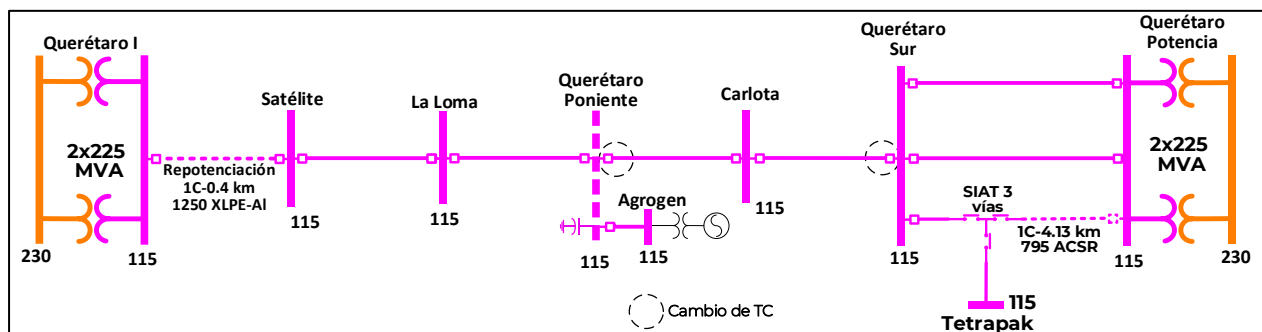 Querétaro I
230
2x225
MVA
115
Repotenciación
1C-0.4 km
1250 XLPE-Al
Satélite
115
La Loma
115
Querétaro
Poniente
115
Agrogen
115
Carlota
115
Querétaro
Sur
115
SIAT 3
vías
1C-4.13 km
795 ACSR
115
Tetrapak
Querétaro
Potencia
2x225
MVA
115
230
Cambio de TC